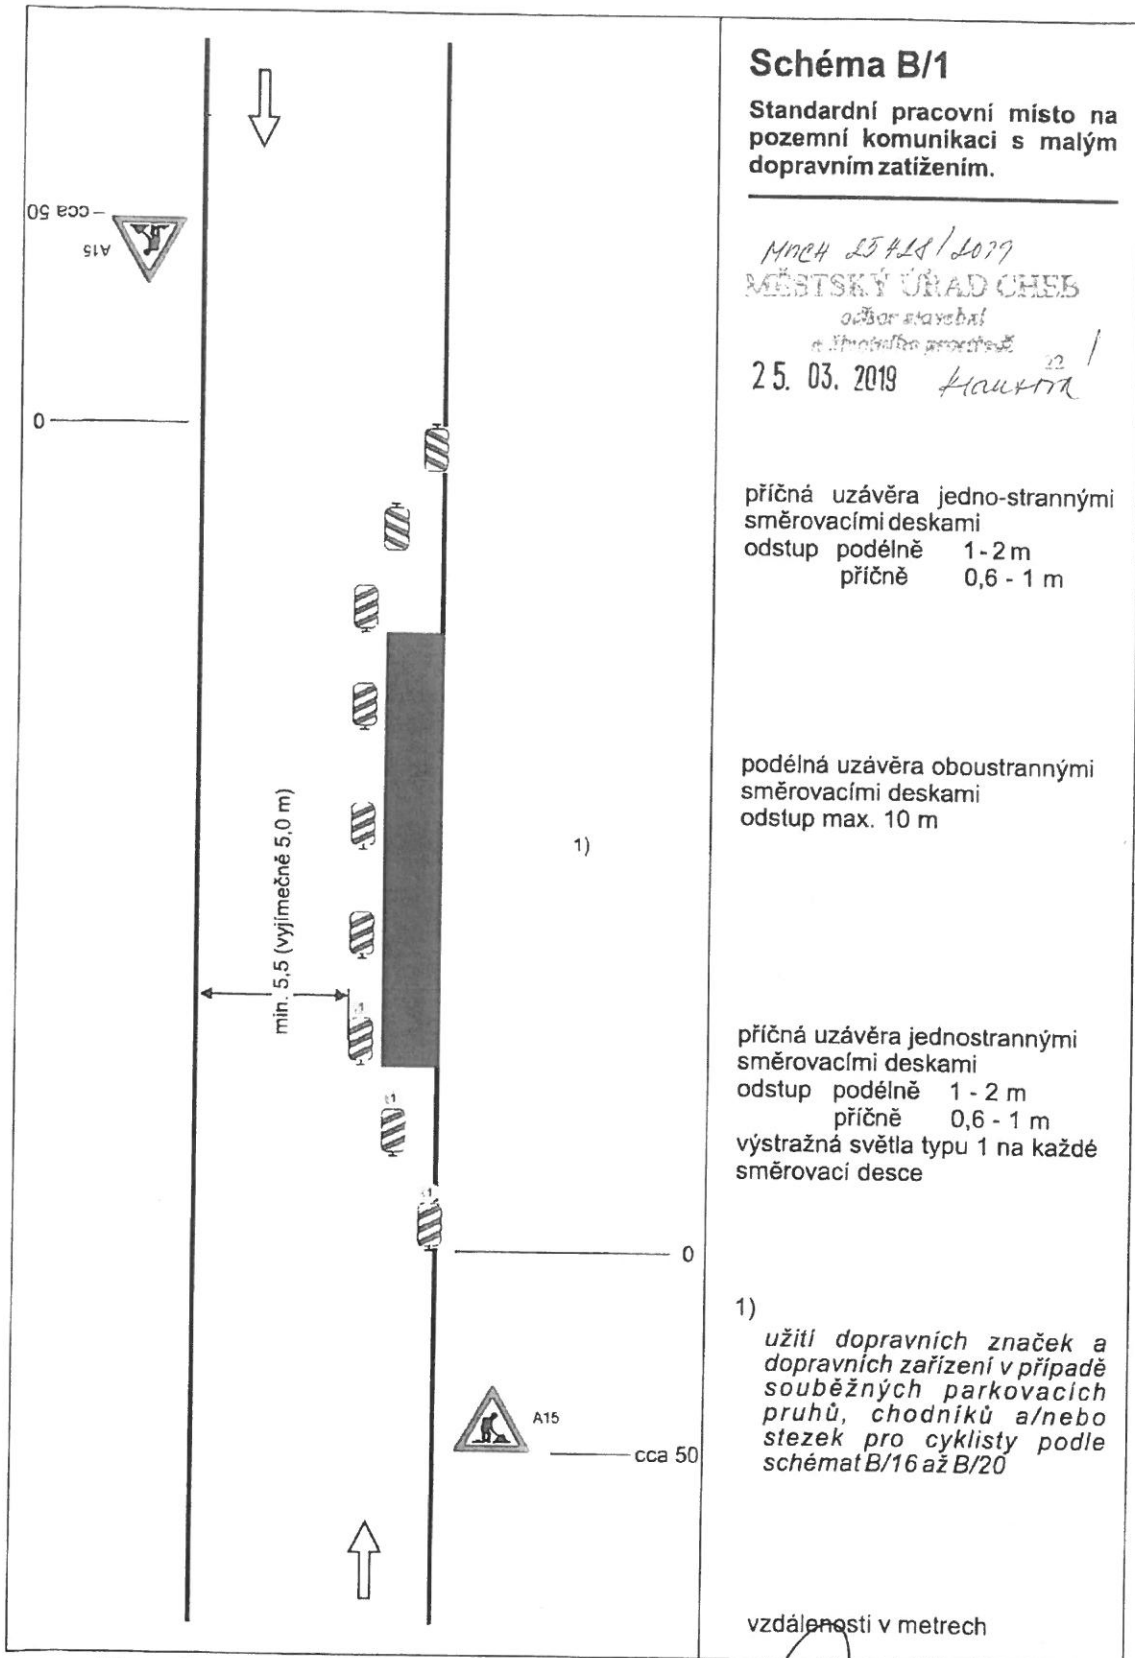 Schéma B/1
Standardní pracovní místo na
pozemní komunikaci s malým
dopravním zatížením.
MĚSTSKÝ ÚŘAD CHEB
odbor stavební
25. 03. 2019
příčná uzávěra jedno-strannými
směrovacími deskami
odstup podélně 1 - 2 m
příčně 0,6 - 1 m
podélná uzávěra oboustrannými
směrovacími deskami
odstup max. 10 m
příčná uzávěra jednostrannými
směrovacími deskami
odstup podélně 1 - 2 m
příčně 0,6 - 1 m
výstražná světla typu 1 na každé
směrovací desce
1)
užití dopravních značek a
dopravních zařízení v případě
souběžných parkovacích
pruhů, chodníků a/nebo
stezek pro cyklisty podle
schémat B/16 až B/20
vzdálenosti v metrech
cca 50
A15
0
min. 5,5 (vyjímečně 5,0 m)
1)
0
A15
cca 50